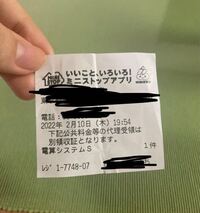 いいこと、いろいろ!
ミニストップアプリ
電話:
2022年 2月10日(木) 19:54
下記公共料金等の代理受領は
別領収証となります。
電算システムS
1件
ﾚｼﾞ 1-7748-07